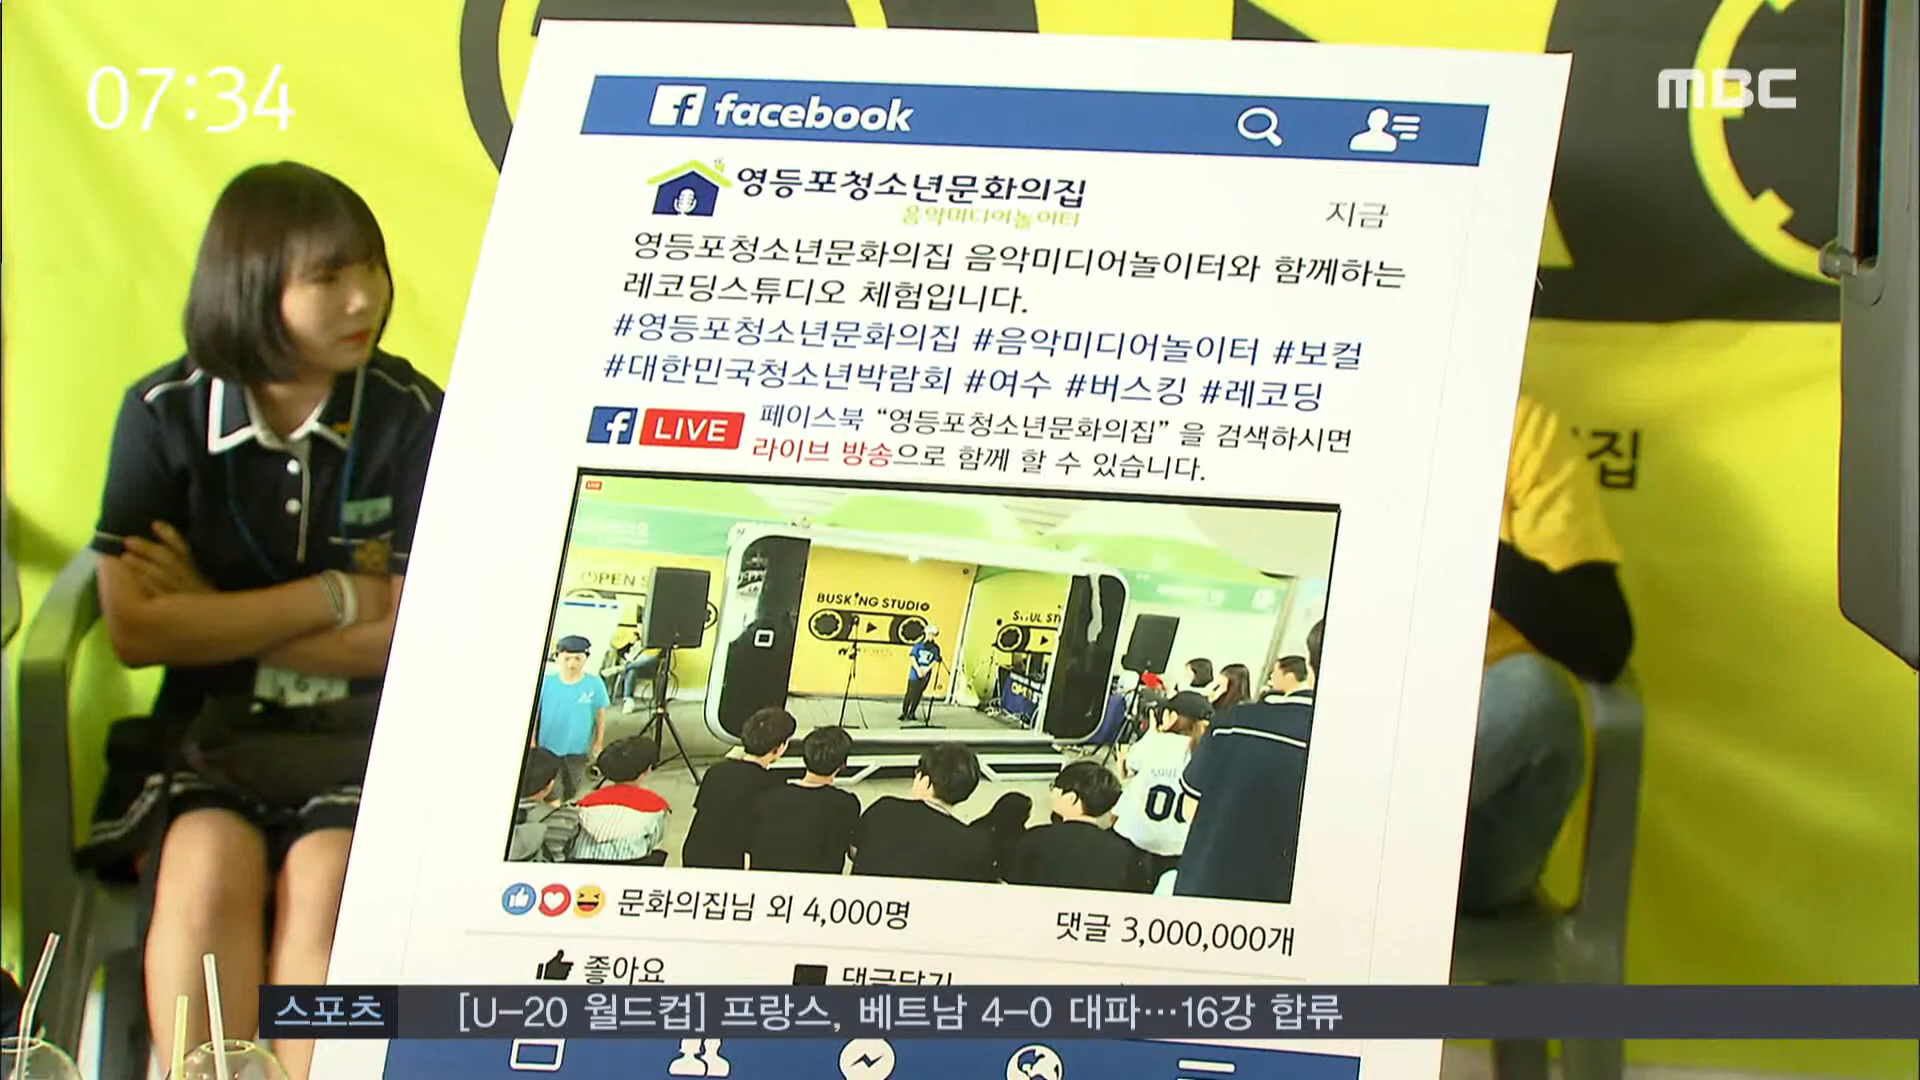 07:34
MBC
facebook
영등포청소년문화의집
음악미디어놀이터
지금
영등포청소년문화의집 음악미디어놀이터와 함께하는
레코딩스튜디오 체험입니다.
#영등포청소년문화의집 #음악미디어놀이터 #보컬
#대한민국청소년박람회 #여수 #버스킹 #레코딩
LIVE
페이스북 “영등포청소년문화의집” 을 검색하시면
라이브 방송으로 함께 할 수 있습니다.
집
OPEN S
BUSKING STUDIO
문화의집님 외 4,000명
댓글 3,000,000개
좋아요
댓글달기
스포츠 [U-20 월드컵] 프랑스, 베트남 4-0 대파…16강 합류